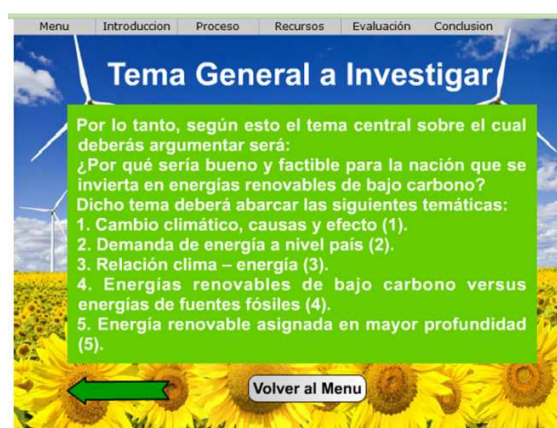 Menu Introduccion Proceso Recursos Evaluación Conclusion
Tema General a Investigar
Por lo tanto, según esto el tema central sobre el cual
deberás argumentar será:
¿Por qué sería bueno y factible para la nación que se
invierta en energías renovables de bajo carbono?
Dicho tema deberá abarcar las siguientes temáticas:
1. Cambio climático, causas y efecto (1).
2. Demanda de energía a nivel país (2).
3. Relación clima – energía (3).
4. Energías renovables de bajo carbono versus
energías de fuentes fósiles (4).
5. Energía renovable asignada en mayor profundidad
(5).
Volver al Menu